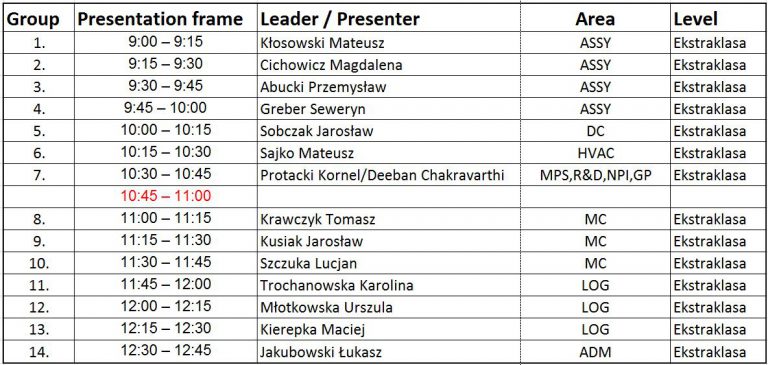 Group Presentation frame Leader / Presenter Area Level
1. 9:00 – 9:15 Kłosowski Mateusz ASSY Ekstraklasa
2. 9:15 – 9:30 Cichowicz Magdalena ASSY Ekstraklasa
3. 9:30 – 9:45 Abucki Przemysław ASSY Ekstraklasa
4. 9:45 – 10:00 Greber Seweryn ASSY Ekstraklasa
5. 10:00 – 10:15 Sobczak Jarosław DC Ekstraklasa
6. 10:15 – 10:30 Sajko Mateusz HVAC Ekstraklasa
7. 10:30 – 10:45 Protacki Kornel/Deeban Chakravarthi MPS,R&D,NPI,GP Ekstraklasa
10:45 – 11:00
8. 11:00 – 11:15 Krawczyk Tomasz MC Ekstraklasa
9. 11:15 – 11:30 Kusiak Jarosław MC Ekstraklasa
10. 11:30 – 11:45 Szczuka Lucjan MC Ekstraklasa
11. 11:45 – 12:00 Trochanowska Karolina LOG Ekstraklasa
12. 12:00 – 12:15 Młotkowska Urszula LOG Ekstraklasa
13. 12:15 – 12:30 Kierepka Maciej LOG Ekstraklasa
14. 12:30 – 12:45 Jakubowski Łukasz ADM Ekstraklasa